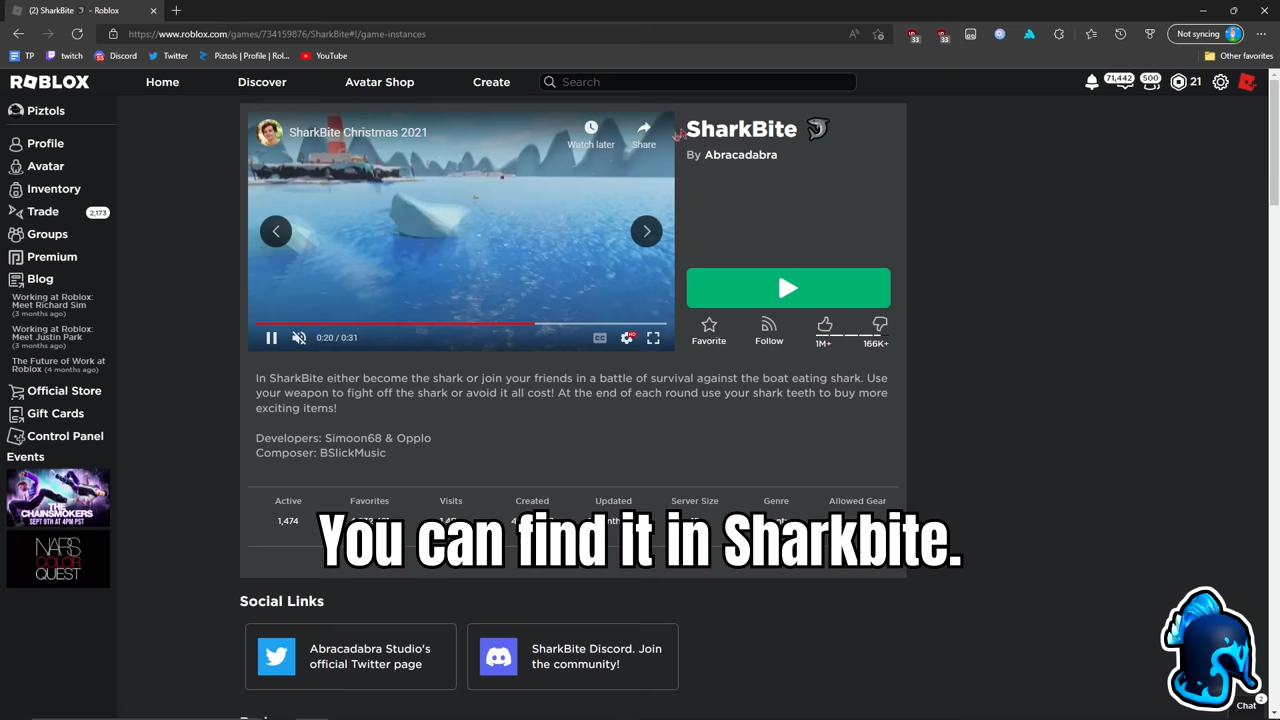 (2) SharkBite - Roblox
https://www.roblox.com/games/734159876/SharkBite#!/game-instances
Not syncing
TP
twitch
Discord
Twitter
Piztols | Profile | Rol...
YouTube
Other favorites
ROBLOX
Home
Discover
Avatar Shop
Create
Search
71,442
500
21
Piztols
Profile
Avatar
Inventory
Trade
2,173
Groups
Premium
Blog
Working at Roblox:
Meet Richard Sim
(3 months ago)
Working at Roblox:
Meet Justin Park
(3 months ago)
The Future of Work at
Roblox (4 months ago)
Official Store
Gift Cards
Control Panel
Events
THE
CHAINSMOKERS
SEPT 9TH AT 4PM PST
NARS
COLOR
QUEST
SharkBite Christmas 2021
Watch later
Share
0:20 / 0:31
HD
SharkBite
By Abracadabra
Favorite
Follow
1M+
166K+
In SharkBite either become the shark or join your friends in a battle of survival against the boat eating shark. Use
your weapon to fight off the shark or avoid it all cost! At the end of each round use your shark teeth to buy more
exciting items!
Developers: Simoon68 & Opplo
Composer: BSlickMusic
Active
Favorites
Visits
Created
Updated
Server Size
Genre
Allowed Gear
1,474
You can find it in Sharkbite.
Social Links
Abracadabra Studio's
official Twitter page
SharkBite Discord. Join
the community!
Chat
2